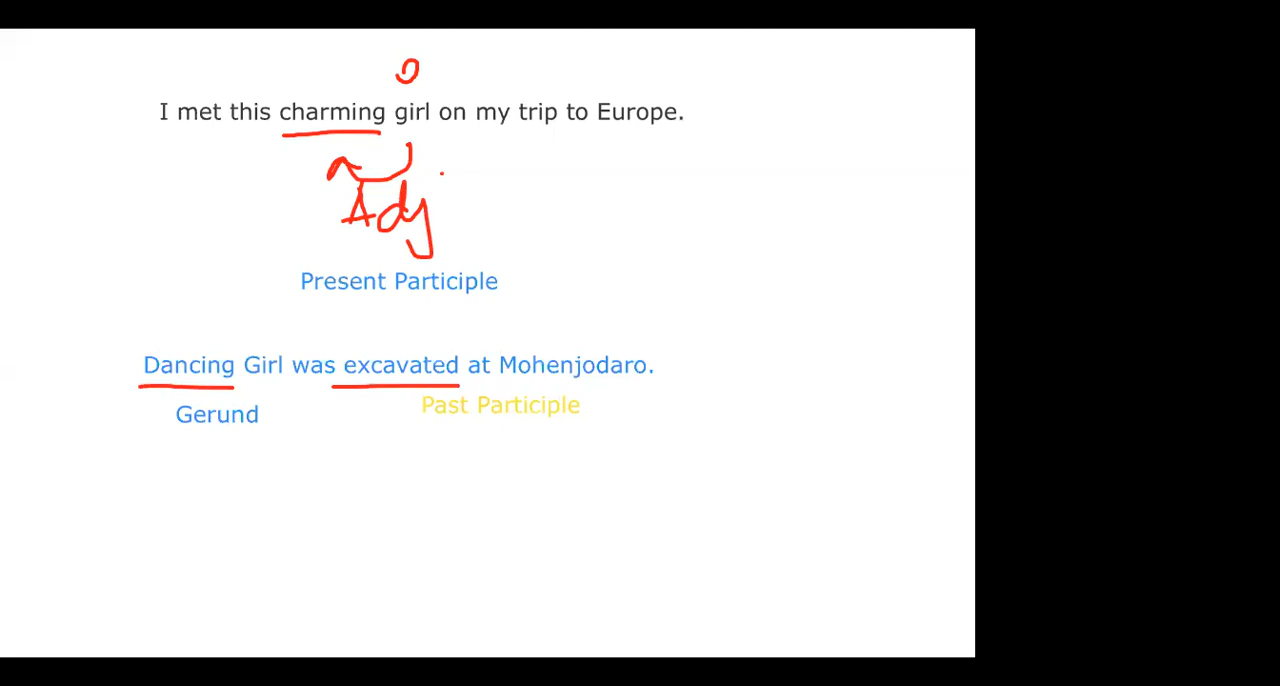 O
I met this charming girl on my trip to Europe.
Adj
Present Participle
Dancing Girl was excavated at Mohenjodaro.
Past Participle
Gerund